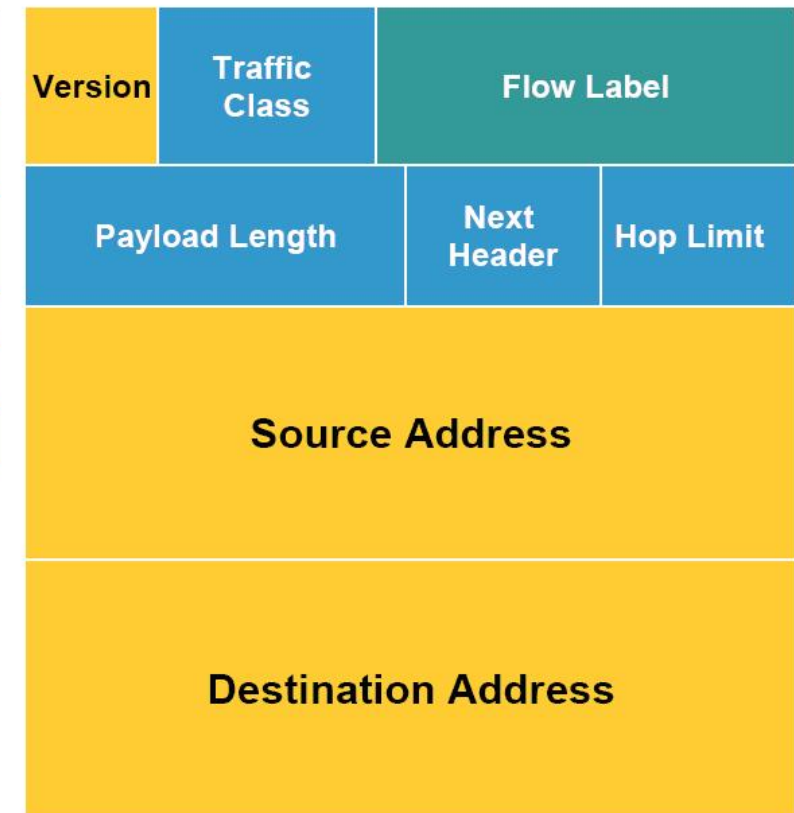 Version
Traffic
Class
Flow Label
Payload Length
Next
Header
Hop Limit
Source Address
Destination Address